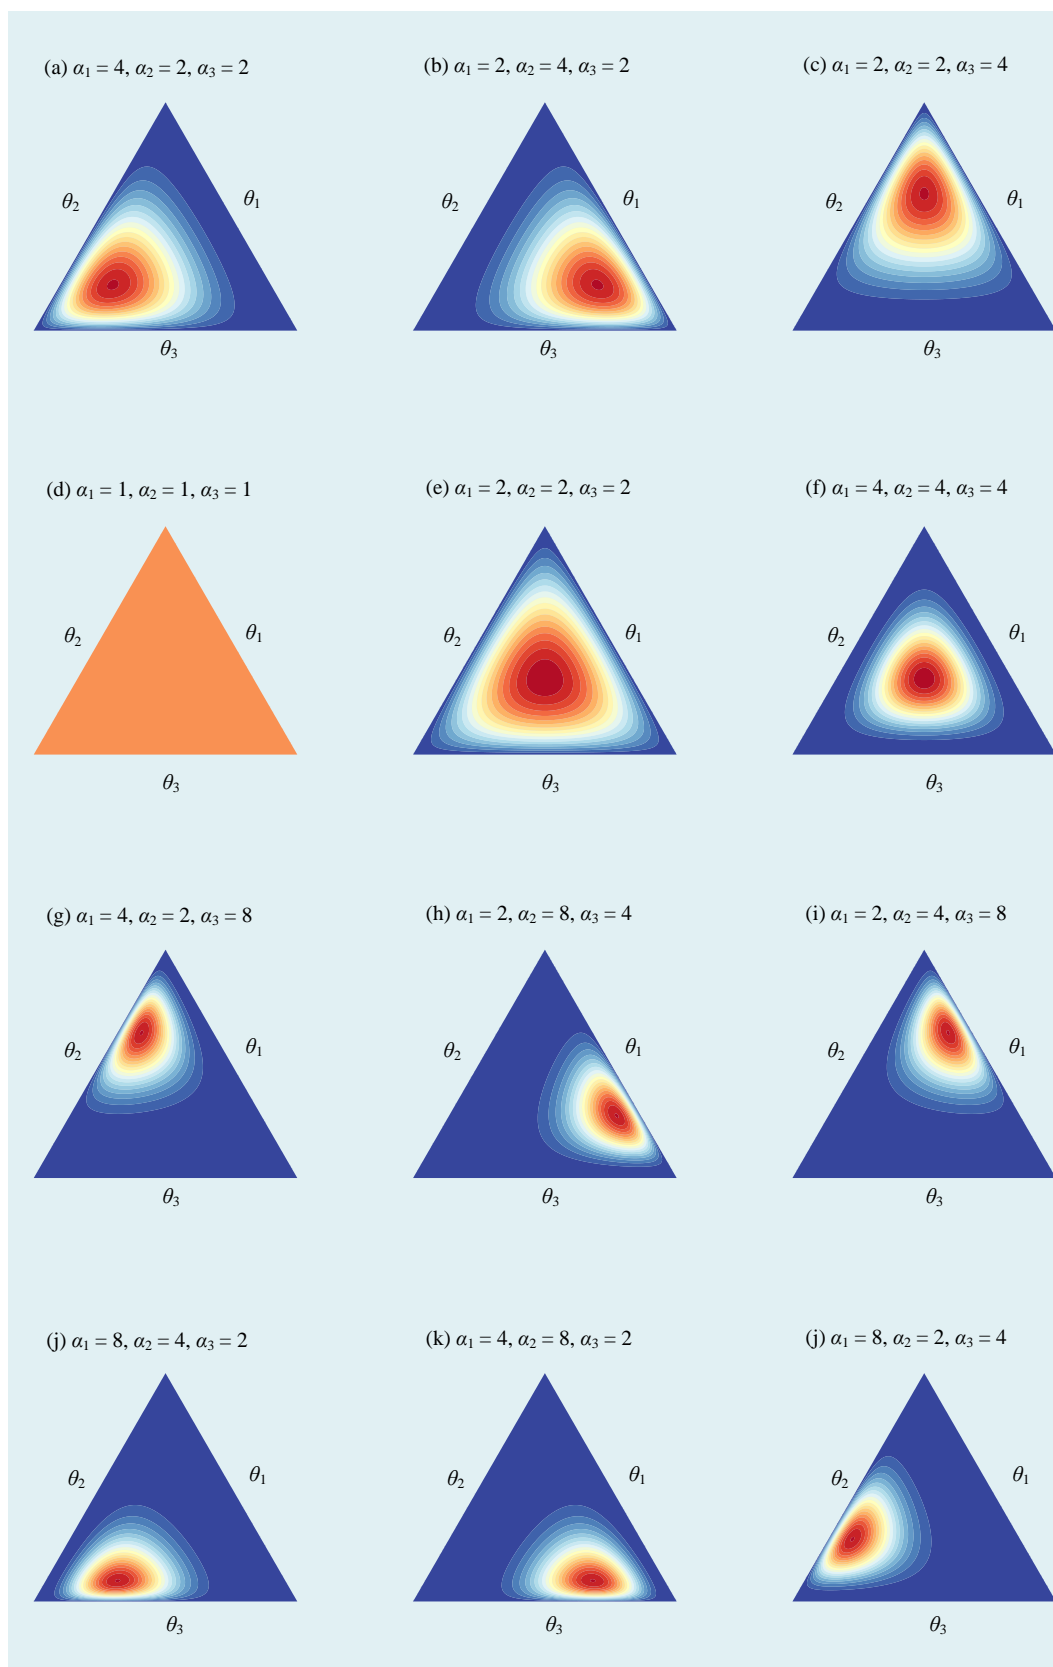 (a) α₁ = 4, α₂ = 2, α₃ = 2
(b) α₁ = 2, α₂ = 4, α₃ = 2
(c) α₁ = 2, α₂ = 2, α₃ = 4
θ₂
θ₁
θ₂
θ₁
θ₂
θ₁
θ₃
θ₃
θ₃
(d) α₁ = 1, α₂ = 1, α₃ = 1
(e) α₁ = 2, α₂ = 2, α₃ = 2
(f) α₁ = 4, α₂ = 4, α₃ = 4
θ₂
θ₁
θ₂
θ₁
θ₂
θ₁
θ₃
θ₃
θ₃
(g) α₁ = 4, α₂ = 2, α₃ = 8
(h) α₁ = 2, α₂ = 8, α₃ = 4
(i) α₁ = 2, α₂ = 4, α₃ = 8
θ₂
θ₁
θ₂
θ₁
θ₂
θ₁
θ₃
θ₃
θ₃
(j) α₁ = 8, α₂ = 4, α₃ = 2
(k) α₁ = 4, α₂ = 8, α₃ = 2
(j) α₁ = 8, α₂ = 2, α₃ = 4
θ₂
θ₁
θ₂
θ₁
θ₂
θ₁
θ₃
θ₃
θ₃